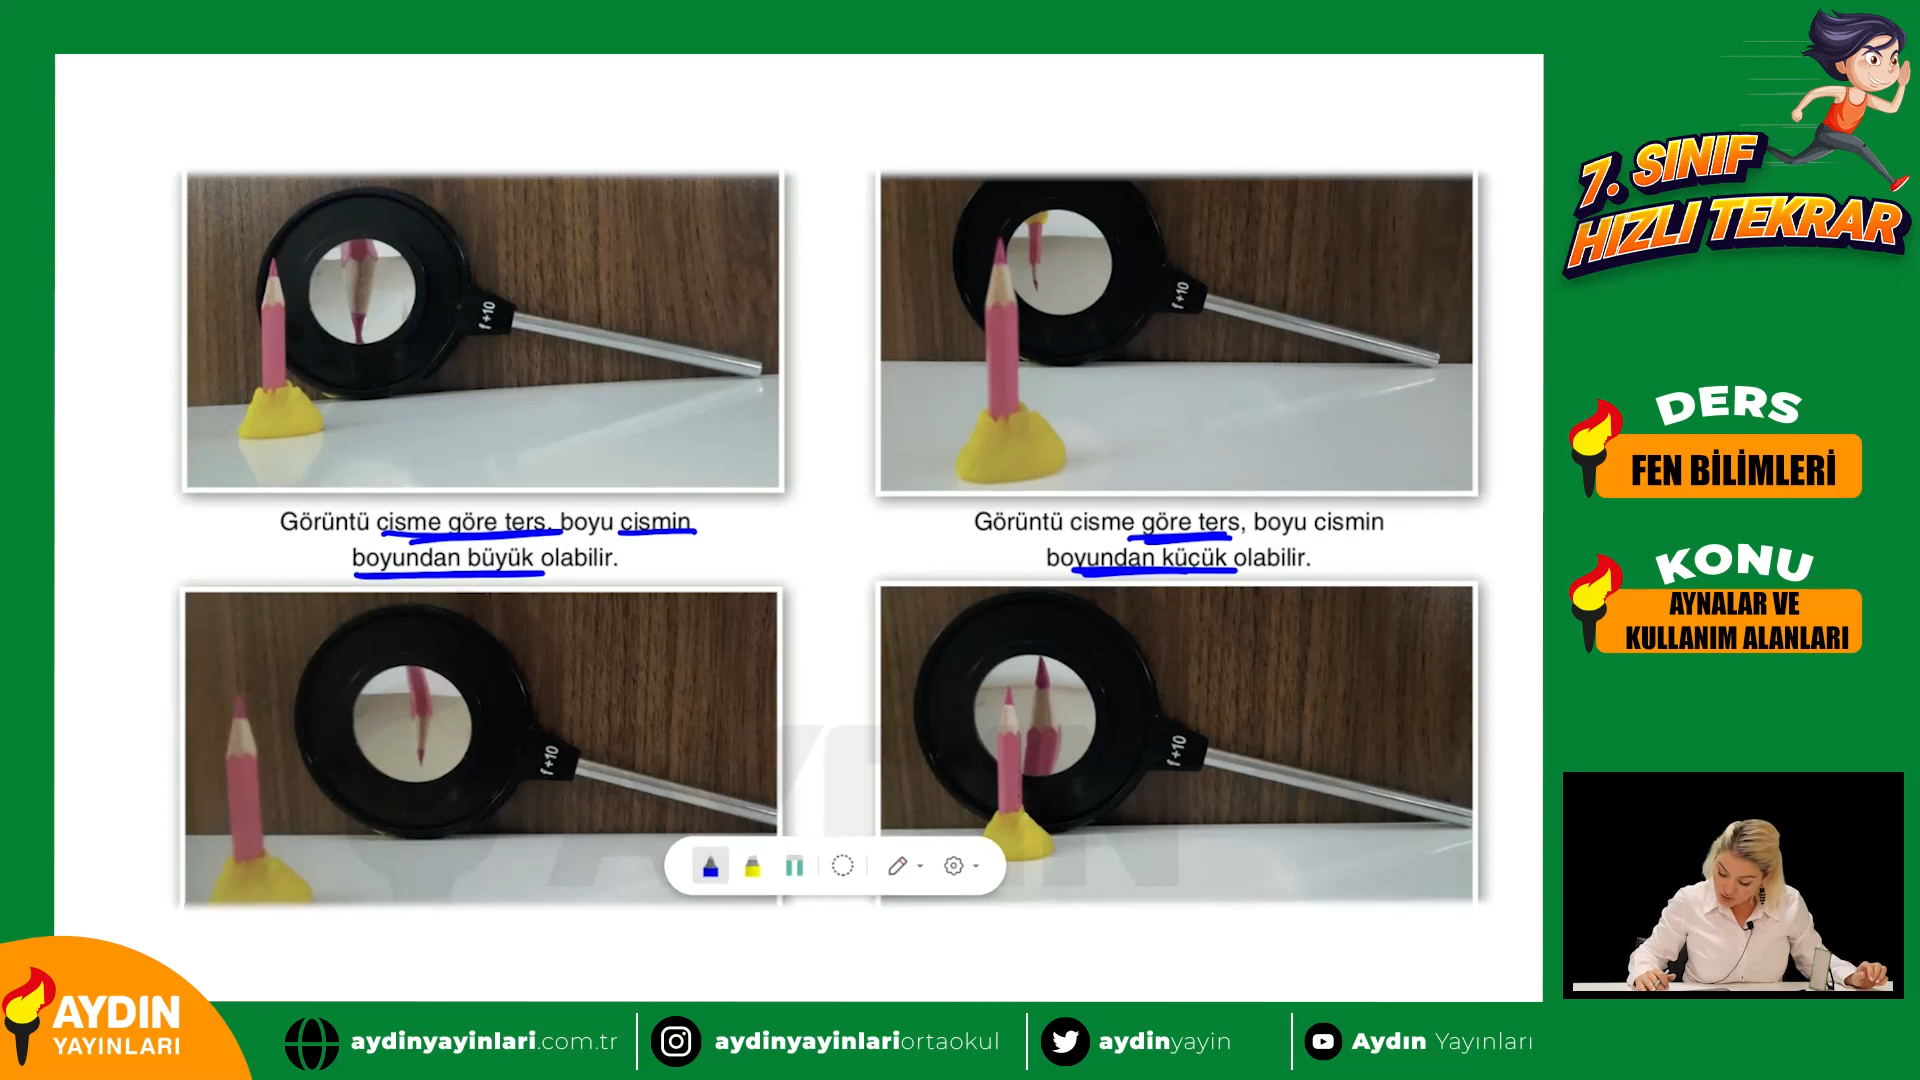 7. SINIF
HIZLI TEKRAR
f+10
f+10
Görüntü cisme göre ters, boyu cismin
boyundan büyük olabilir.
Görüntü cisme göre ters, boyu cismin
boyundan küçük olabilir.
f+10
f+10
AYDIN
DERS
FEN BİLİMLERİ
KONU
AYNALAR VE
KULLANIM ALANLARI
AYDIN
YAYINLARI
aydinyayinlari.com.tr
aydinyayinlariortaokul
aydinyayin
Aydın Yayınları